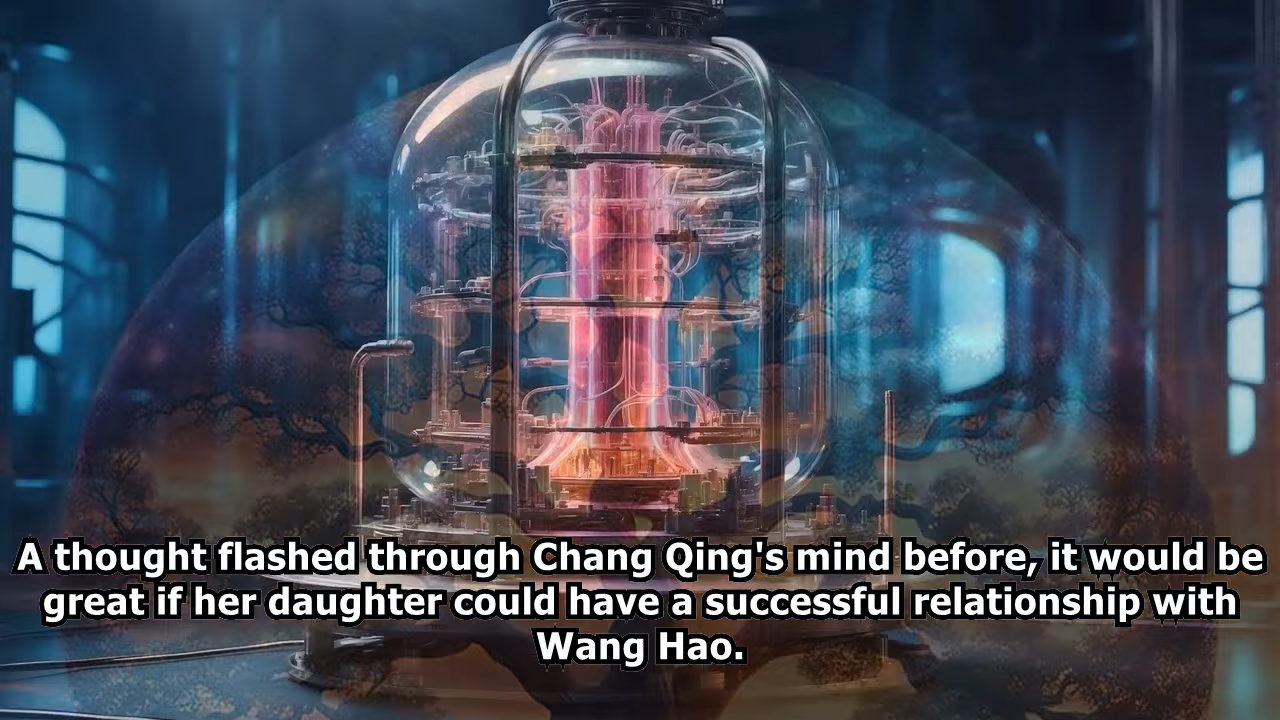 A thought flashed through Chang Qing's mind before, it would be
great if her daughter could have a successful relationship with
Wang Hao.